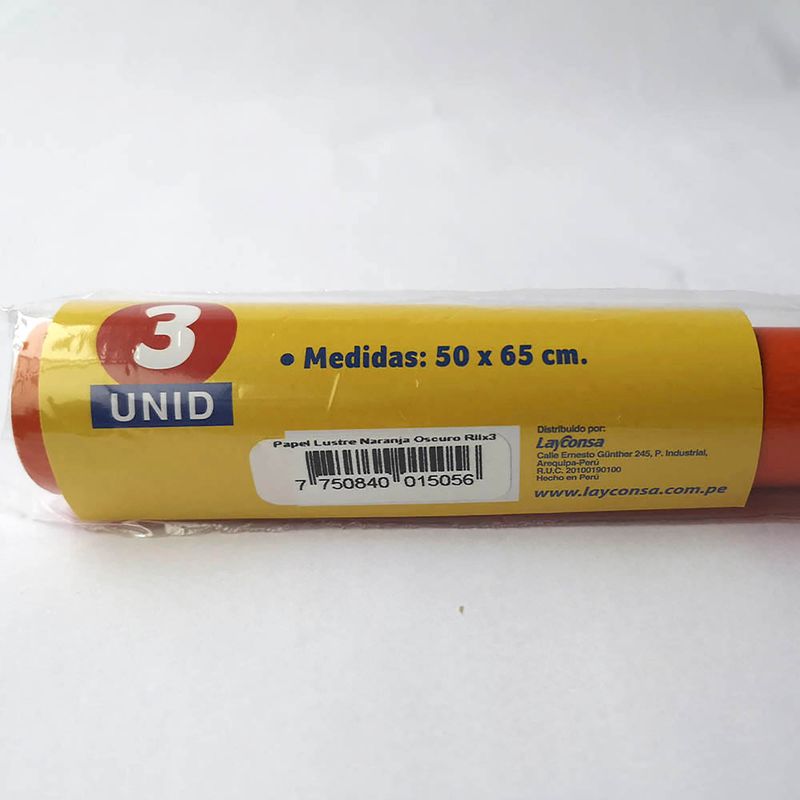 3
UNID
• Medidas: 50 x 65 cm.
Papel Lustre Naranja Oscuro Rllx3
7 750840 015056
Distribuido por:
Layconsa
Calle Ernesto Günther 245, P. Industrial,
Arequipa-Perú
R.U.C. 20100190100
Hecho en Perú
www.layconsa.com.pe